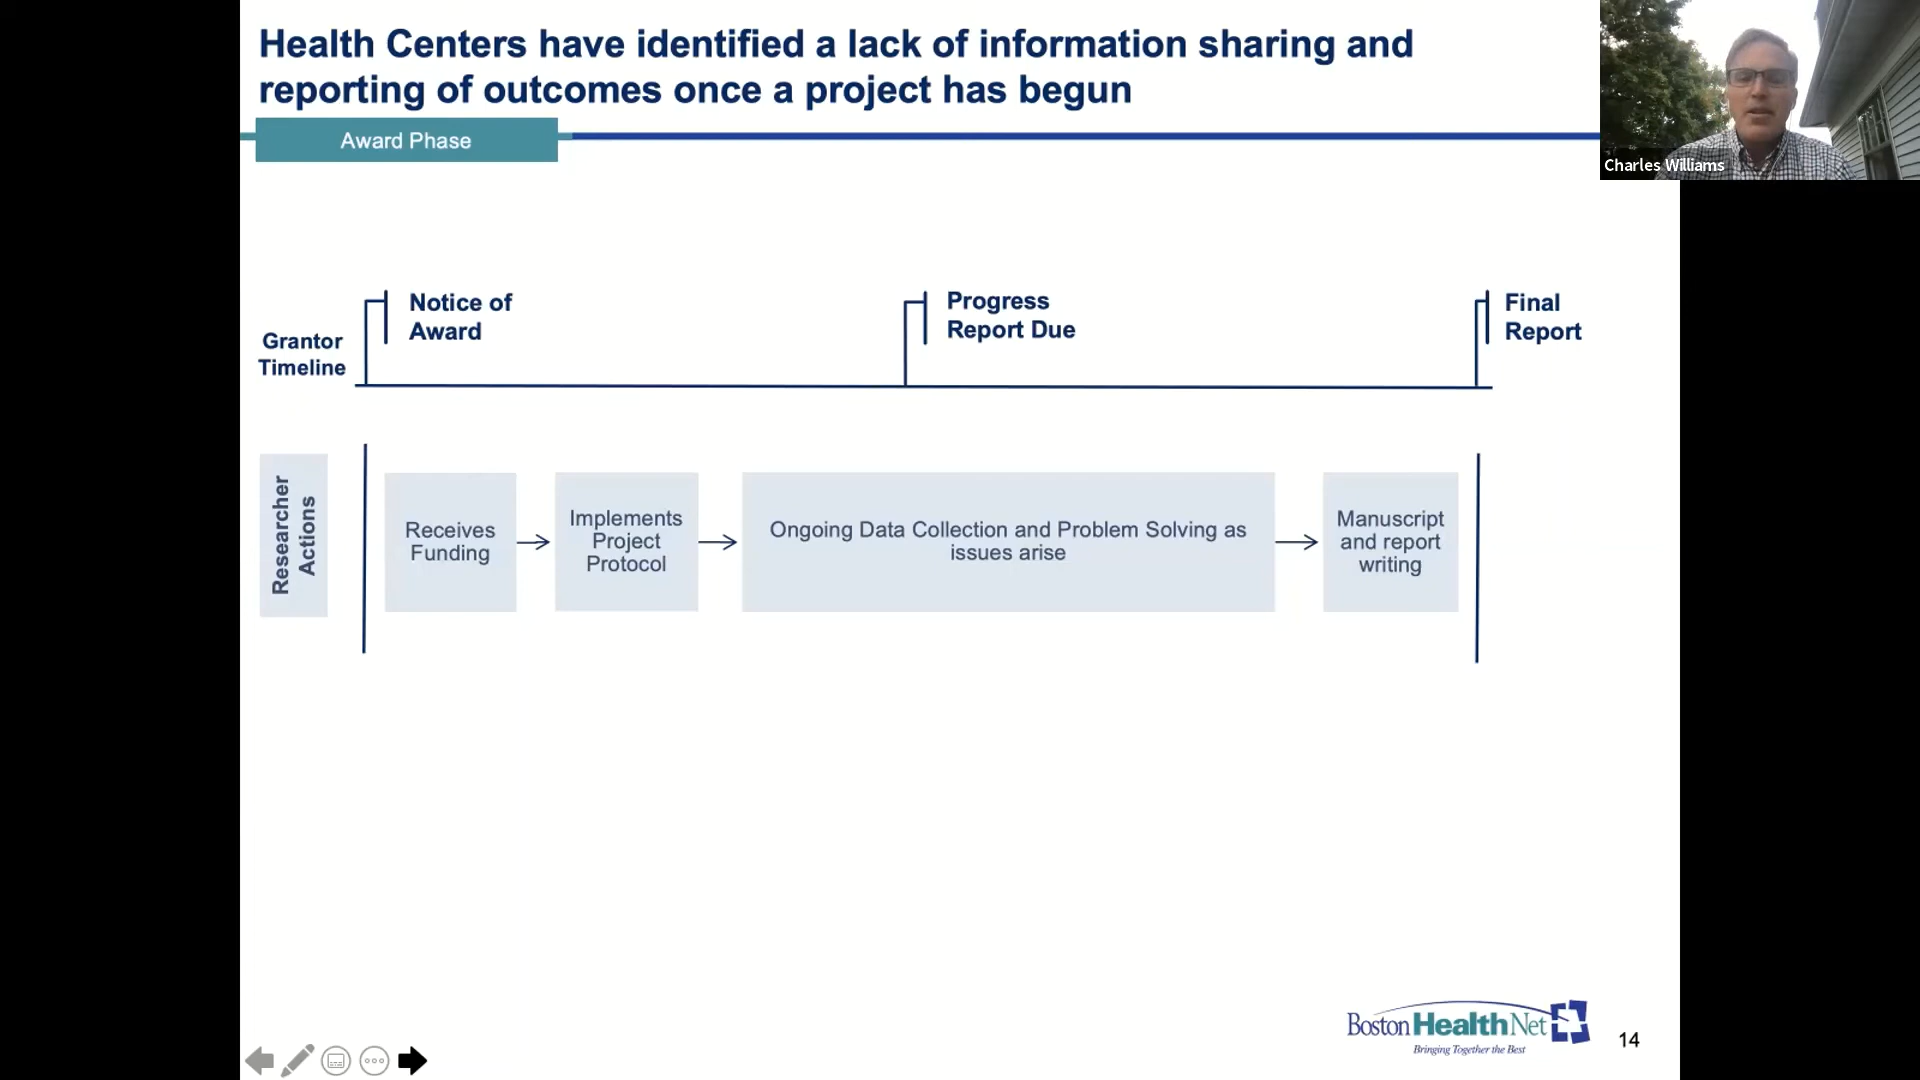 Health Centers have identified a lack of information sharing and
reporting of outcomes once a project has begun
Award Phase
Charles Williams
Grantor
Timeline
Notice of
Award
Progress
Report Due
Final
Report
Researcher
Actions
Receives
Funding
Implements
Project
Protocol
Ongoing Data Collection and Problem Solving as
issues arise
Manuscript
and report
writing
Boston HealthNet
Bringing Together the Best
14